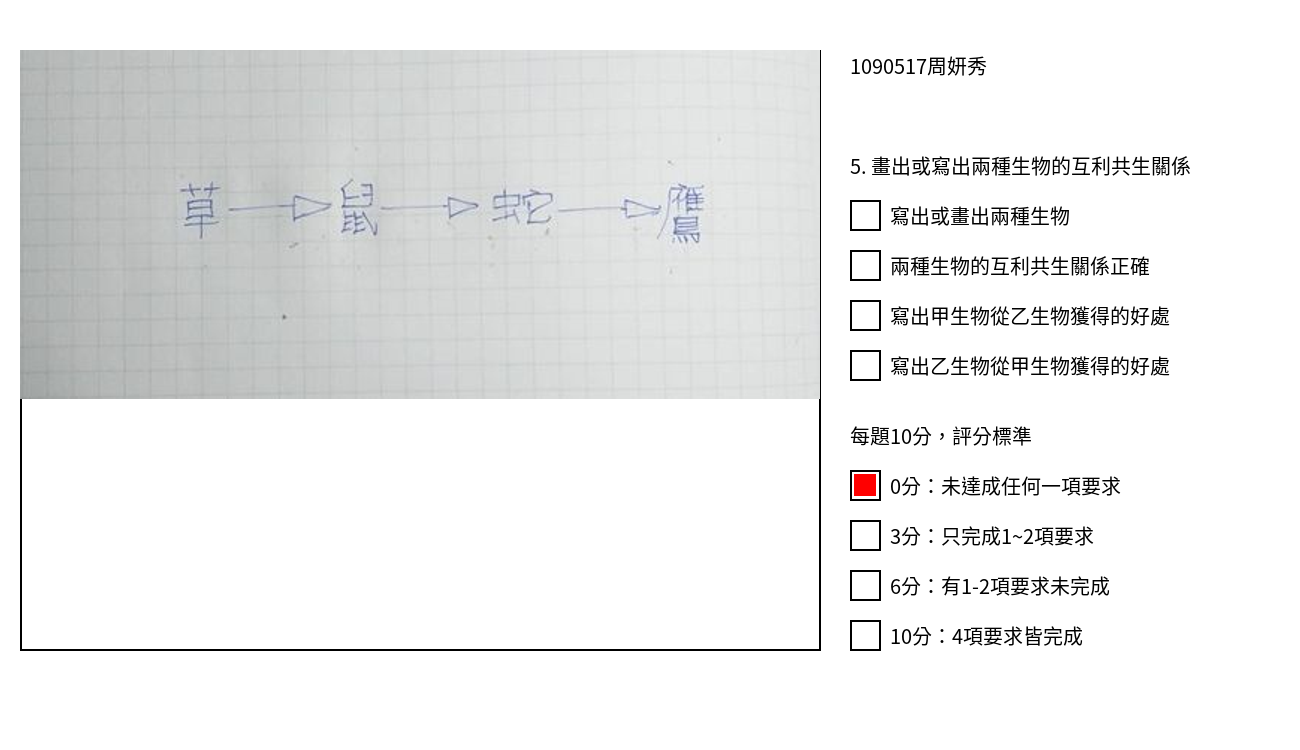 草 鼠 蛇 鷹
1090517周妍秀
5. 畫出或寫出兩種生物的互利共生關係
寫出或畫出兩種生物
兩種生物的互利共生關係正確
寫出甲生物從乙生物獲得的好處
寫出乙生物從甲生物獲得的好處
每題10分，評分標準
0分：未達成任何一項要求
3分：只完成1~2項要求
6分：有1-2項要求未完成
10分：4項要求皆完成